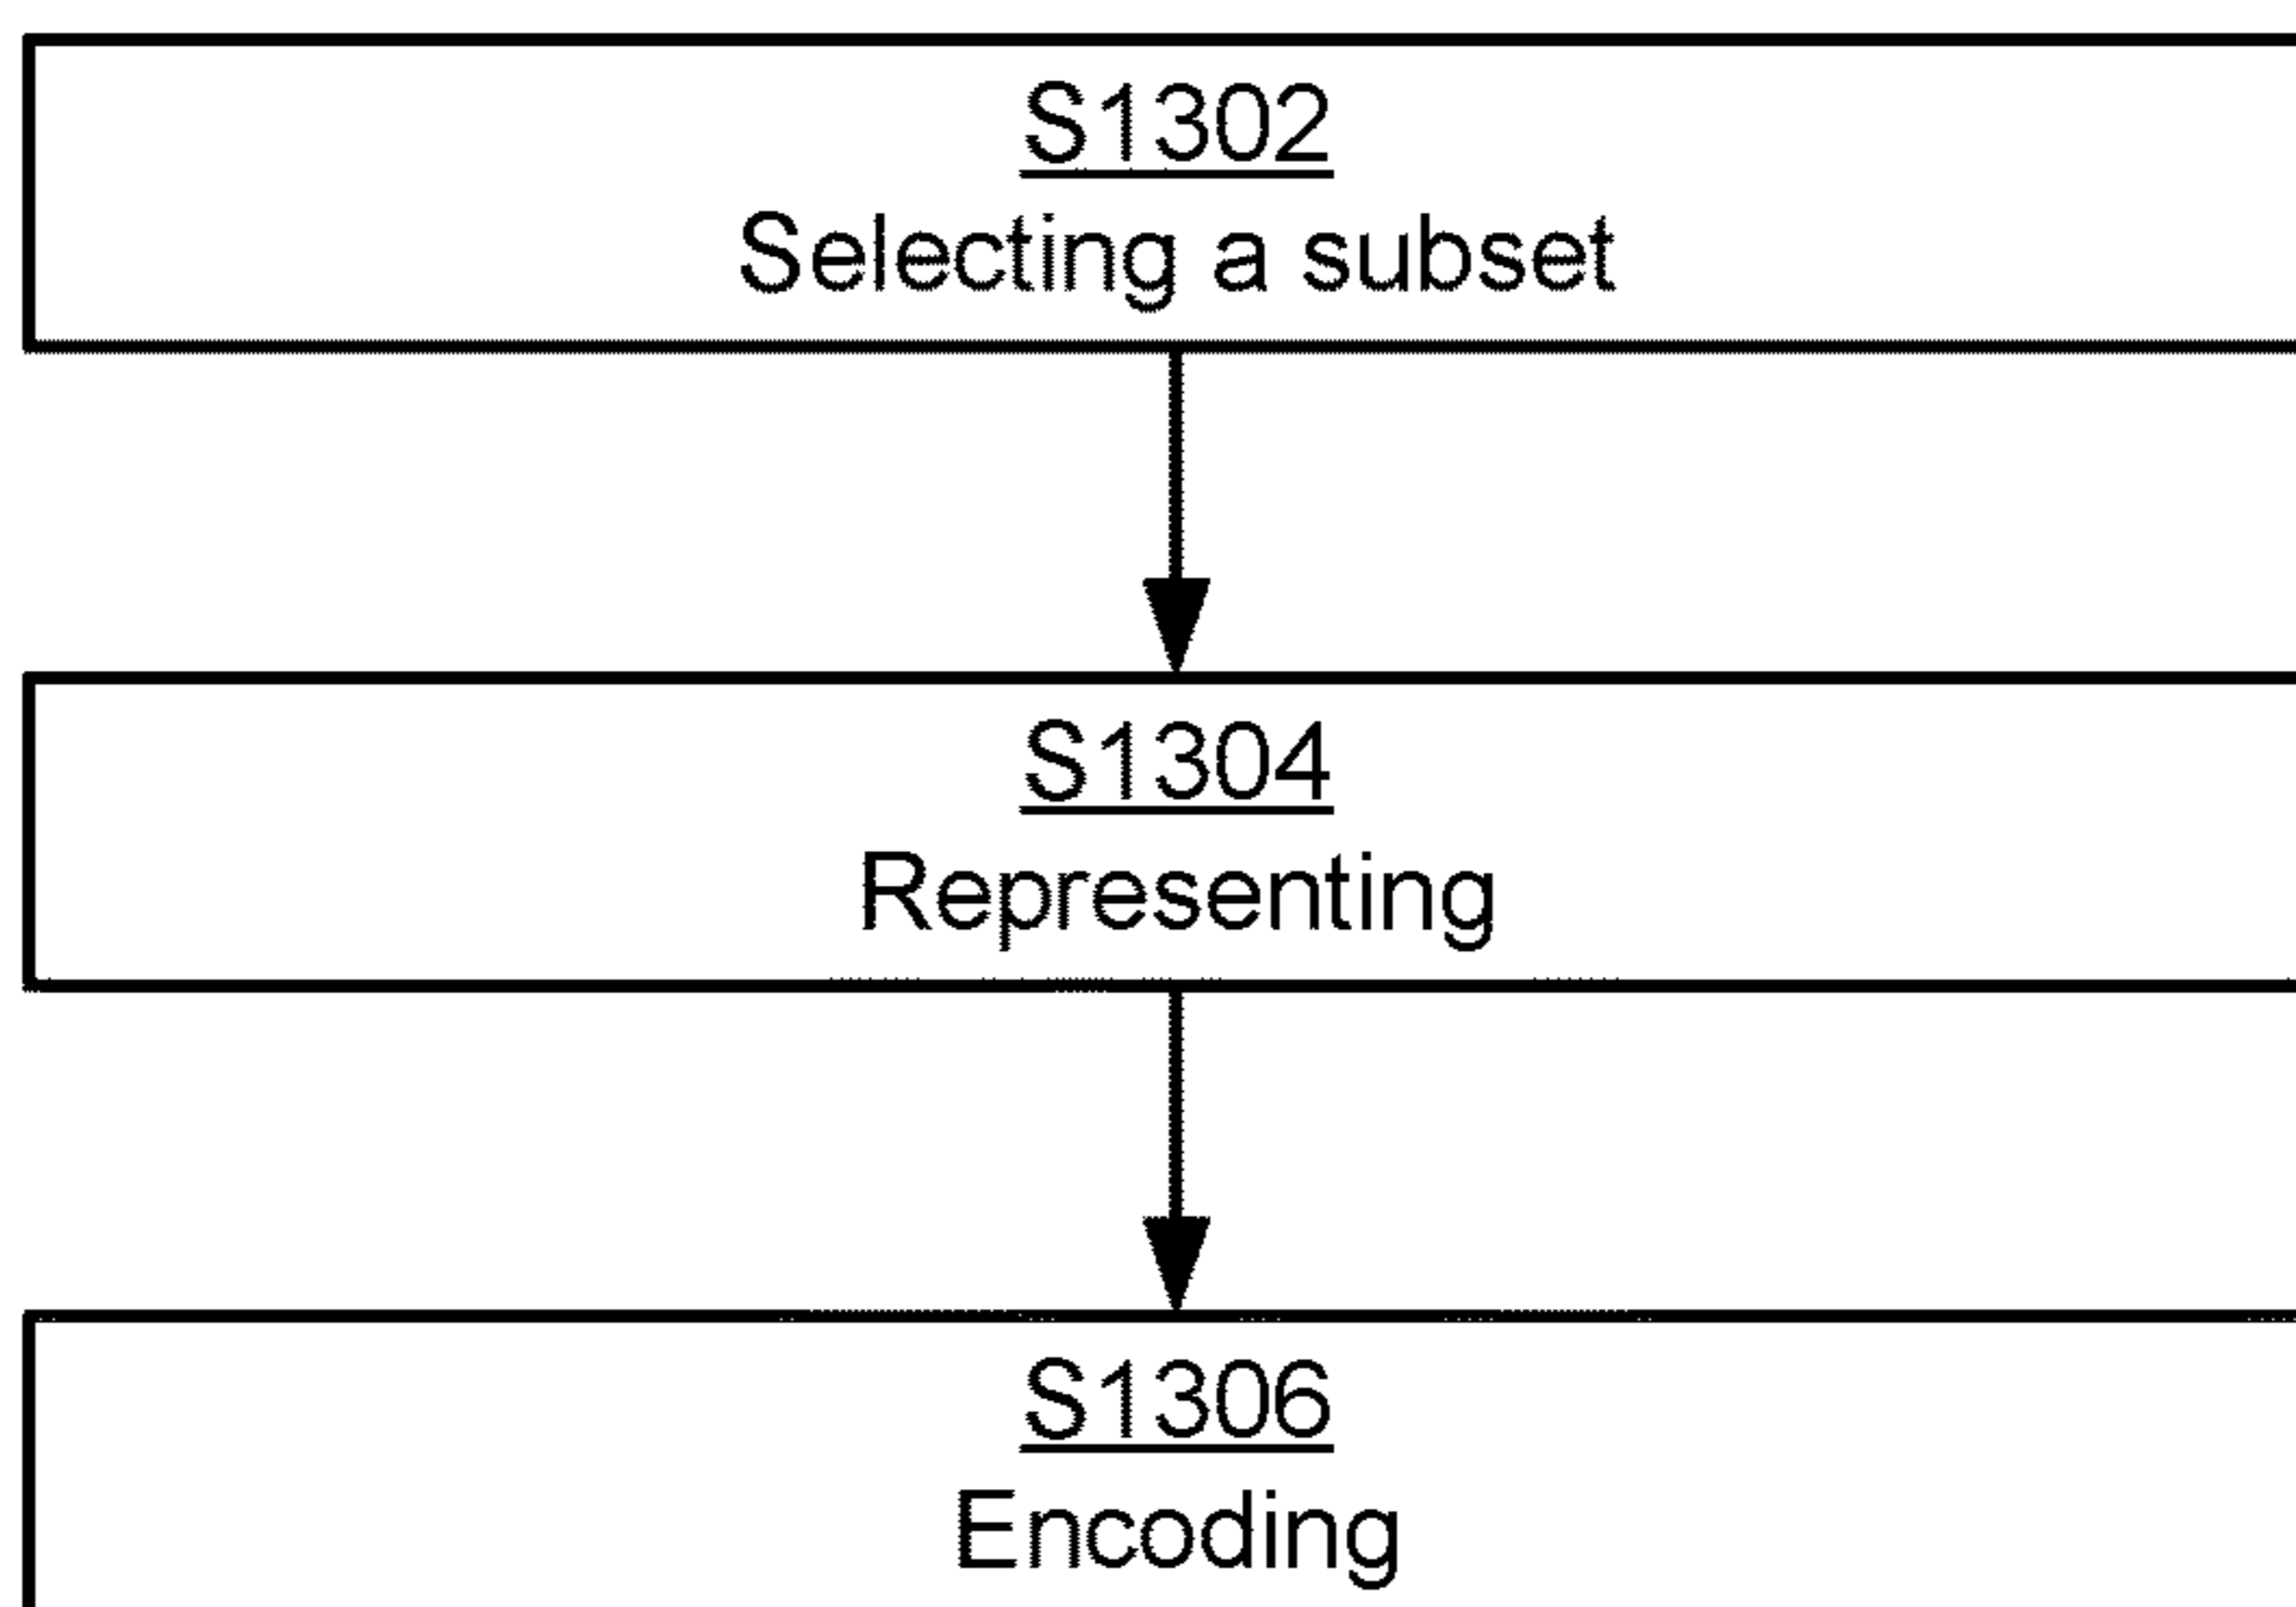 S1302
Selecting a subset
S1304
Representing
S1306
Encoding